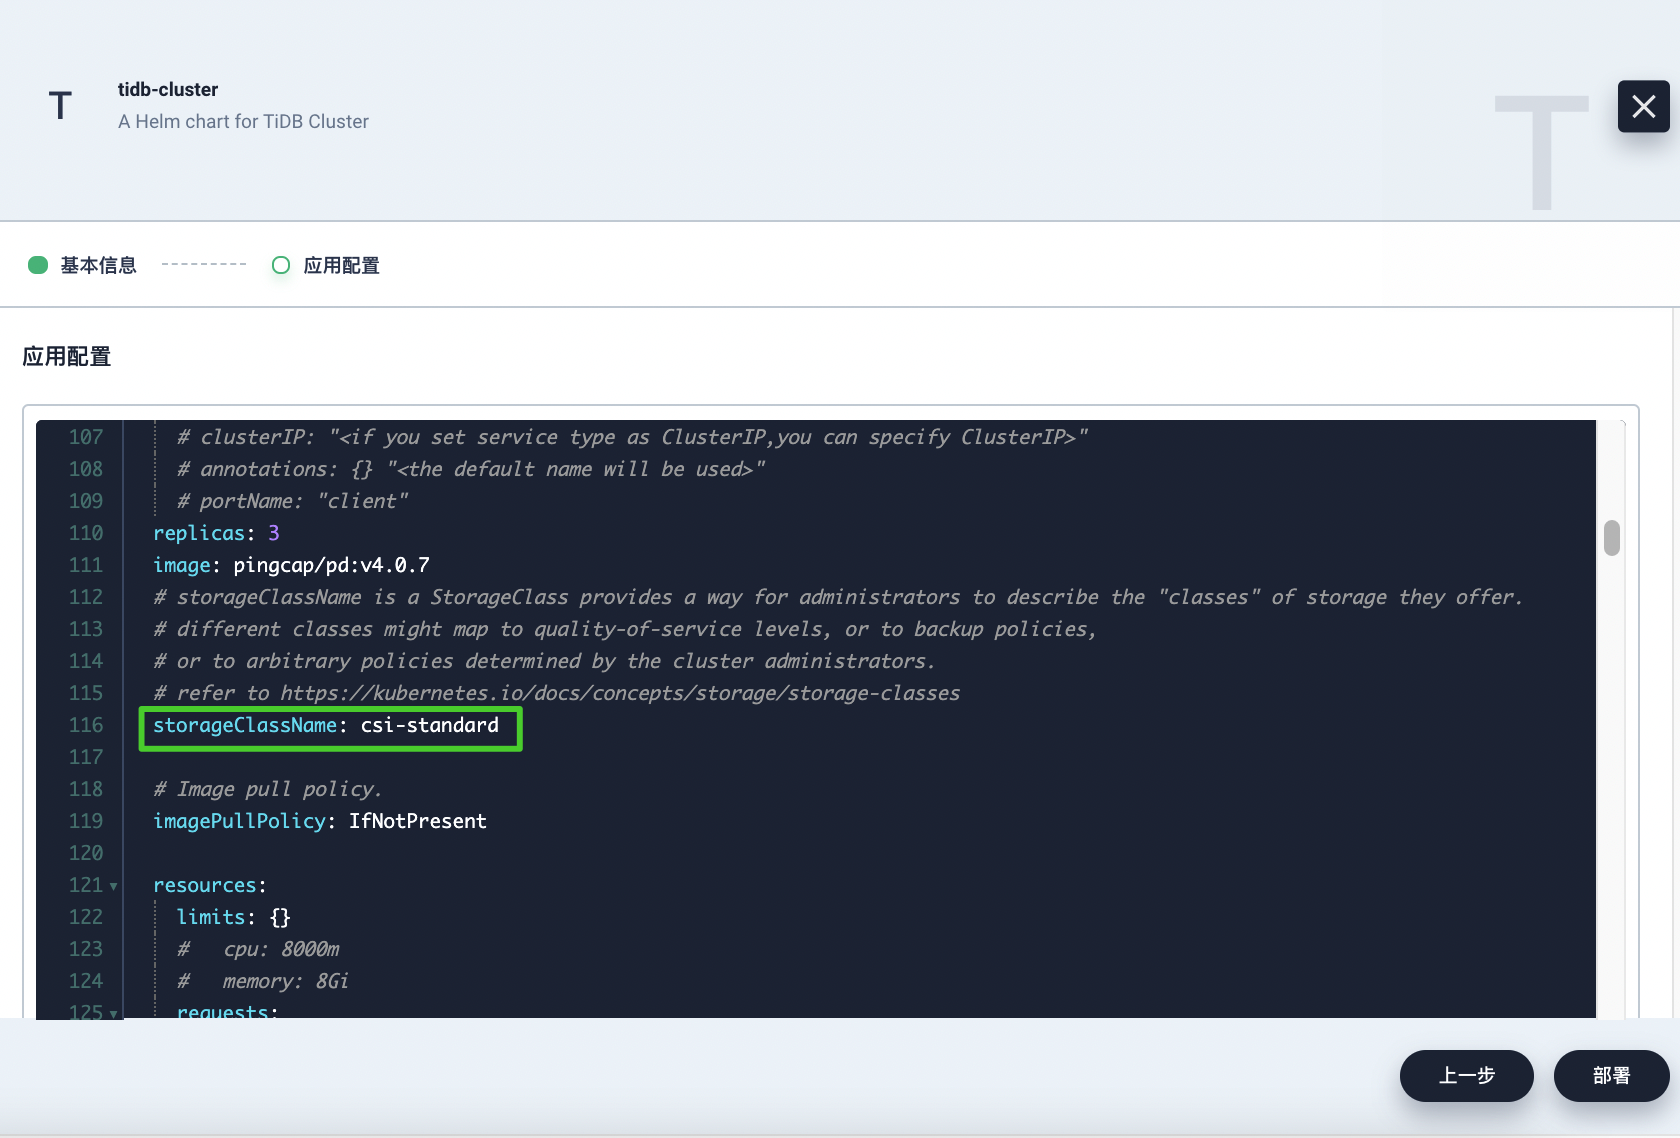 T
tidb-cluster
A Helm chart for TiDB Cluster
T
基本信息
应用配置
应用配置
107 # clusterIP: "<if you set service type as ClusterIP,you can specify ClusterIP>"
108 # annotations: {} "<the default name will be used>"
109 # portName: "client"
110 replicas: 3
111 image: pingcap/pd:v4.0.7
112 # storageClassName is a StorageClass provides a way for administrators to describe the "classes" of storage they offer.
113 # different classes might map to quality-of-service levels, or to backup policies,
114 # or to arbitrary policies determined by the cluster administrators.
115 # refer to https://kubernetes.io/docs/concepts/storage/storage-classes
116 storageClassName: csi-standard
117
118 # Image pull policy.
119 imagePullPolicy: IfNotPresent
120
121 resources:
122 limits: {}
123 # cpu: 8000m
124 # memory: 8Gi
125 requests:
上一步
部署